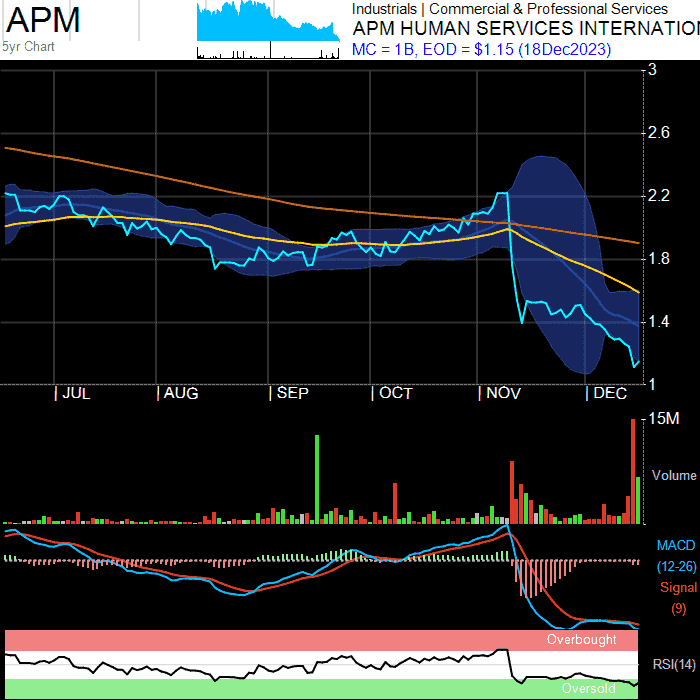 APM
5yr Chart
Industrials | Commercial & Professional Services
APM HUMAN SERVICES INTERNATION
MC = 1B, EOD = $1.15 (18Dec2023)
3
2.6
2.2
1.8
1.4
1
| JUL | AUG | SEP | OCT | NOV | DEC
15M
Volume
MACD
(12-26)
Signal
(9)
Overbought
RSI(14)
Oversold